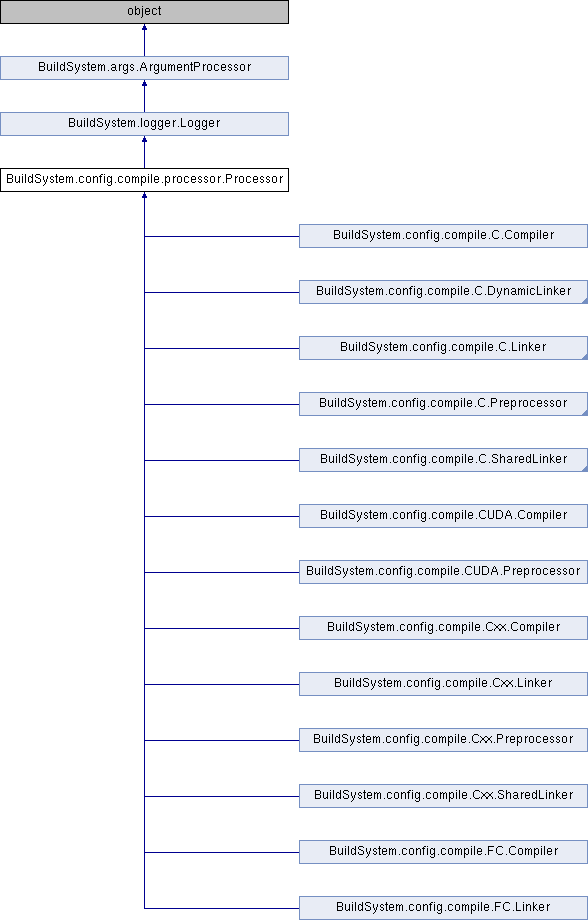 object
BuildSystem.args.ArgumentProcessor
BuildSystem.logger.Logger
BuildSystem.config.compile.processor.Processor
BuildSystem.config.compile.C.Compiler
BuildSystem.config.compile.C.DynamicLinker
BuildSystem.config.compile.C.Linker
BuildSystem.config.compile.C.Preprocessor
BuildSystem.config.compile.C.SharedLinker
BuildSystem.config.compile.CUDA.Compiler
BuildSystem.config.compile.CUDA.Preprocessor
BuildSystem.config.compile.Cxx.Compiler
BuildSystem.config.compile.Cxx.Linker
BuildSystem.config.compile.Cxx.Preprocessor
BuildSystem.config.compile.Cxx.SharedLinker
BuildSystem.config.compile.FC.Compiler
BuildSystem.config.compile.FC.Linker